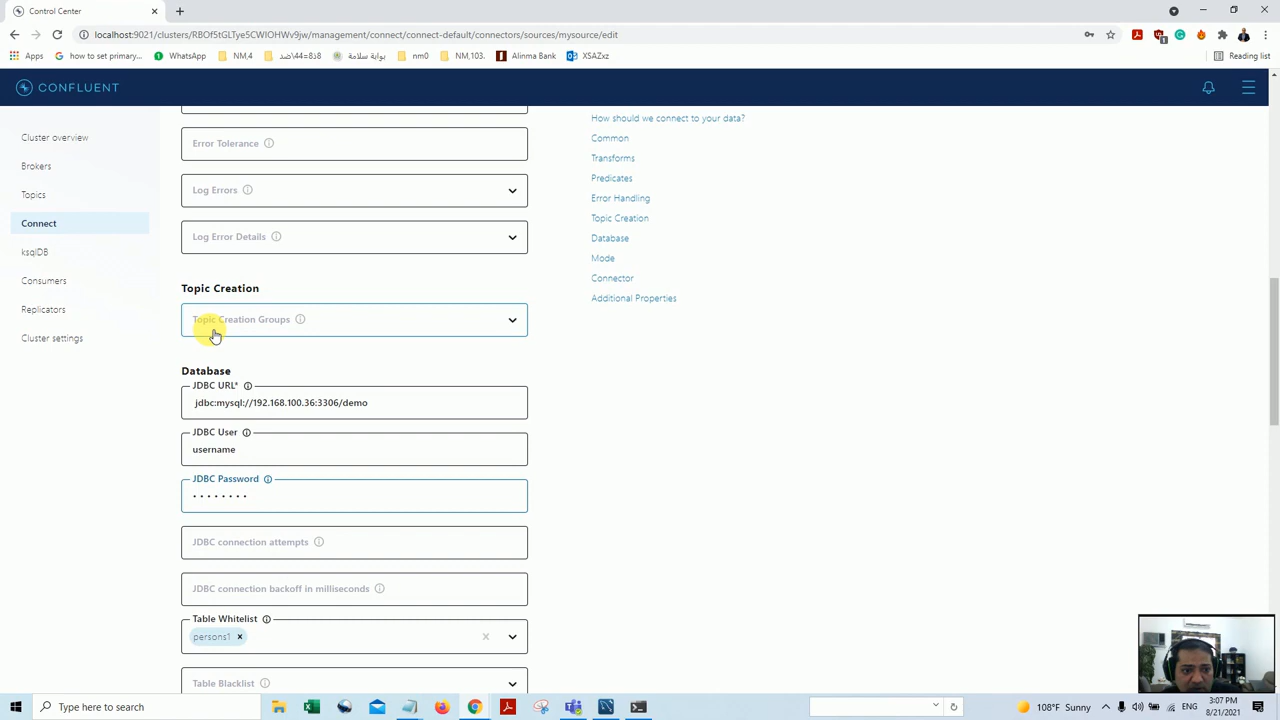 Control Center
localhost:9021/clusters/RBOf5tGLTye5CWIOHWv9jw/management/connect/connect-default/connectors/sources/mysource/edit
Apps
how to set primary...
WhatsApp
NM,4
8=44\ضد
بوابة سلامة
nm0
NM,103.
Alinma Bank
XSAZxz
Reading list
CONFLUENT
Cluster overview
Brokers
Topics
Connect
ksqlDB
Consumers
Replicators
Cluster settings
Error Tolerance
Log Errors
Log Error Details
Topic Creation
Topic Creation Groups
Database
JDBC URL*
jdbc:mysql://192.168.100.36:3306/demo
JDBC User
username
JDBC Password
JDBC connection attempts
JDBC connection backoff in milliseconds
Table Whitelist
persons1
Table Blacklist
How should we connect to your data?
Common
Transforms
Predicates
Error Handling
Topic Creation
Database
Mode
Connector
Additional Properties
Type here to search
108°F Sunny
ENG
3:07 PM
8/21/2021